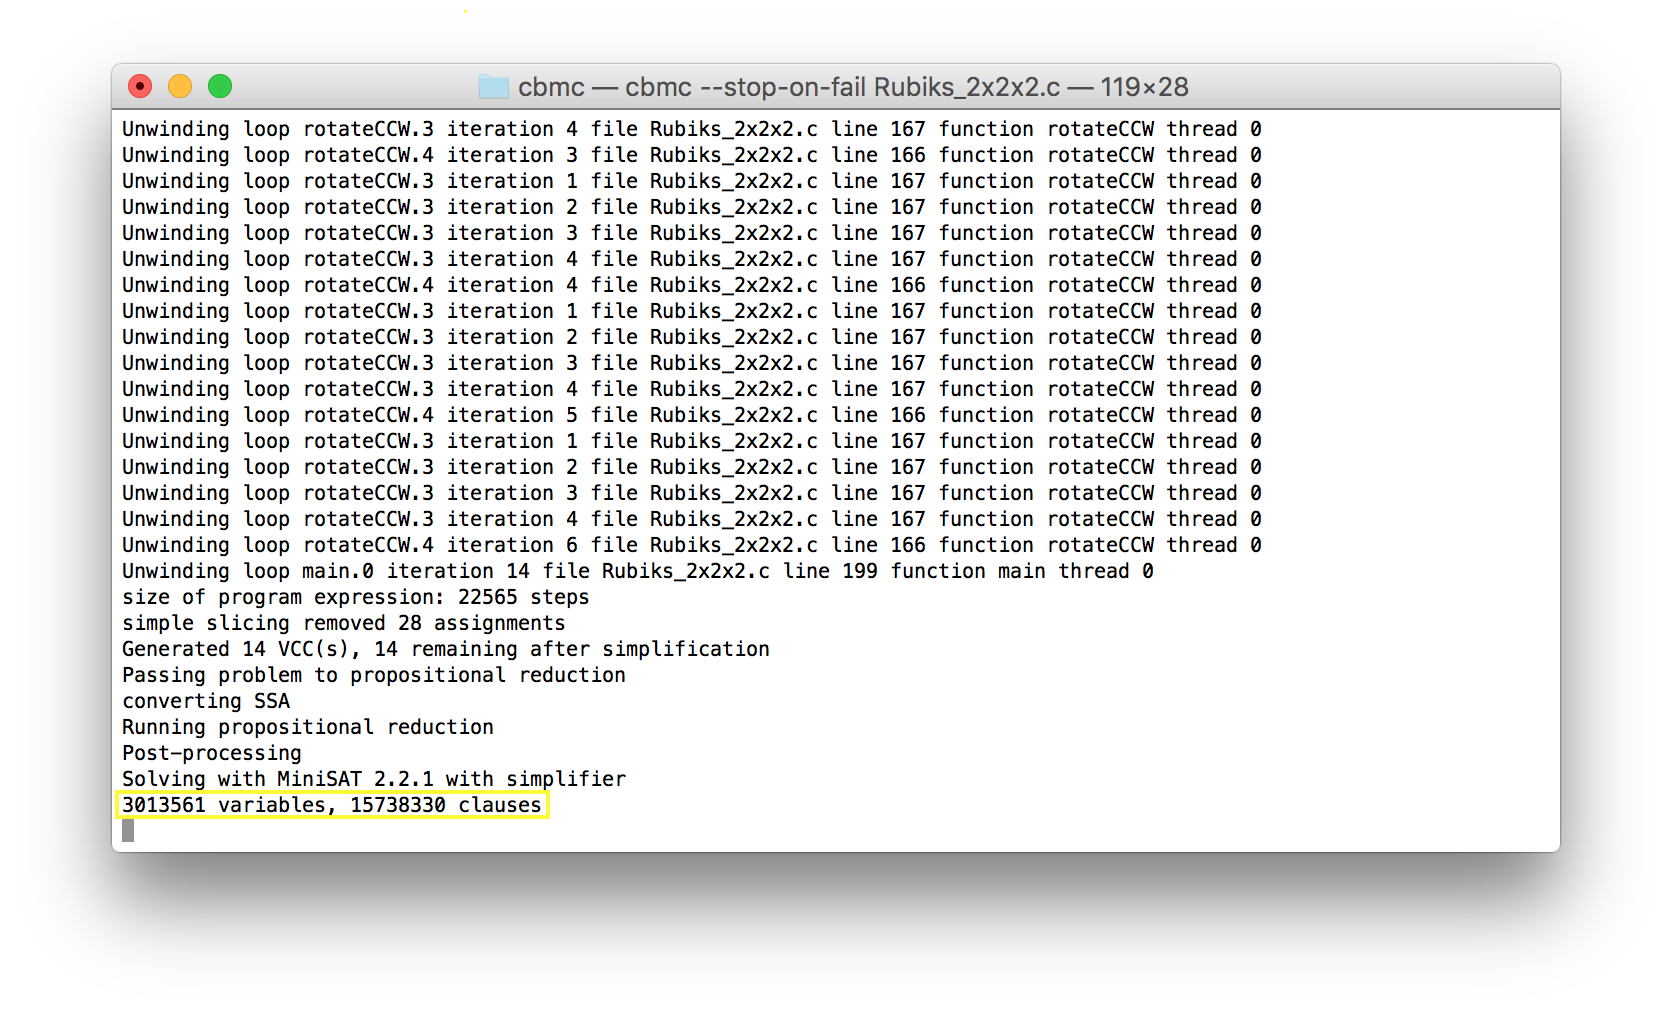 cbmc — cbmc --stop-on-fail Rubiks_2x2x2.c — 119×28
Unwinding loop rotateCCW.3 iteration 4 file Rubiks_2x2x2.c line 167 function rotateCCW thread 0
Unwinding loop rotateCCW.4 iteration 3 file Rubiks_2x2x2.c line 166 function rotateCCW thread 0
Unwinding loop rotateCCW.3 iteration 1 file Rubiks_2x2x2.c line 167 function rotateCCW thread 0
Unwinding loop rotateCCW.3 iteration 2 file Rubiks_2x2x2.c line 167 function rotateCCW thread 0
Unwinding loop rotateCCW.3 iteration 3 file Rubiks_2x2x2.c line 167 function rotateCCW thread 0
Unwinding loop rotateCCW.3 iteration 4 file Rubiks_2x2x2.c line 167 function rotateCCW thread 0
Unwinding loop rotateCCW.4 iteration 4 file Rubiks_2x2x2.c line 166 function rotateCCW thread 0
Unwinding loop rotateCCW.3 iteration 1 file Rubiks_2x2x2.c line 167 function rotateCCW thread 0
Unwinding loop rotateCCW.3 iteration 2 file Rubiks_2x2x2.c line 167 function rotateCCW thread 0
Unwinding loop rotateCCW.3 iteration 3 file Rubiks_2x2x2.c line 167 function rotateCCW thread 0
Unwinding loop rotateCCW.3 iteration 4 file Rubiks_2x2x2.c line 167 function rotateCCW thread 0
Unwinding loop rotateCCW.4 iteration 5 file Rubiks_2x2x2.c line 166 function rotateCCW thread 0
Unwinding loop rotateCCW.3 iteration 1 file Rubiks_2x2x2.c line 167 function rotateCCW thread 0
Unwinding loop rotateCCW.3 iteration 2 file Rubiks_2x2x2.c line 167 function rotateCCW thread 0
Unwinding loop rotateCCW.3 iteration 3 file Rubiks_2x2x2.c line 167 function rotateCCW thread 0
Unwinding loop rotateCCW.3 iteration 4 file Rubiks_2x2x2.c line 167 function rotateCCW thread 0
Unwinding loop rotateCCW.4 iteration 6 file Rubiks_2x2x2.c line 166 function rotateCCW thread 0
Unwinding loop main.0 iteration 14 file Rubiks_2x2x2.c line 199 function main thread 0
size of program expression: 22565 steps
simple slicing removed 28 assignments
Generated 14 VCC(s), 14 remaining after simplification
Passing problem to propositional reduction
converting SSA
Running propositional reduction
Post-processing
Solving with MiniSAT 2.2.1 with simplifier
3013561 variables, 15738330 clauses